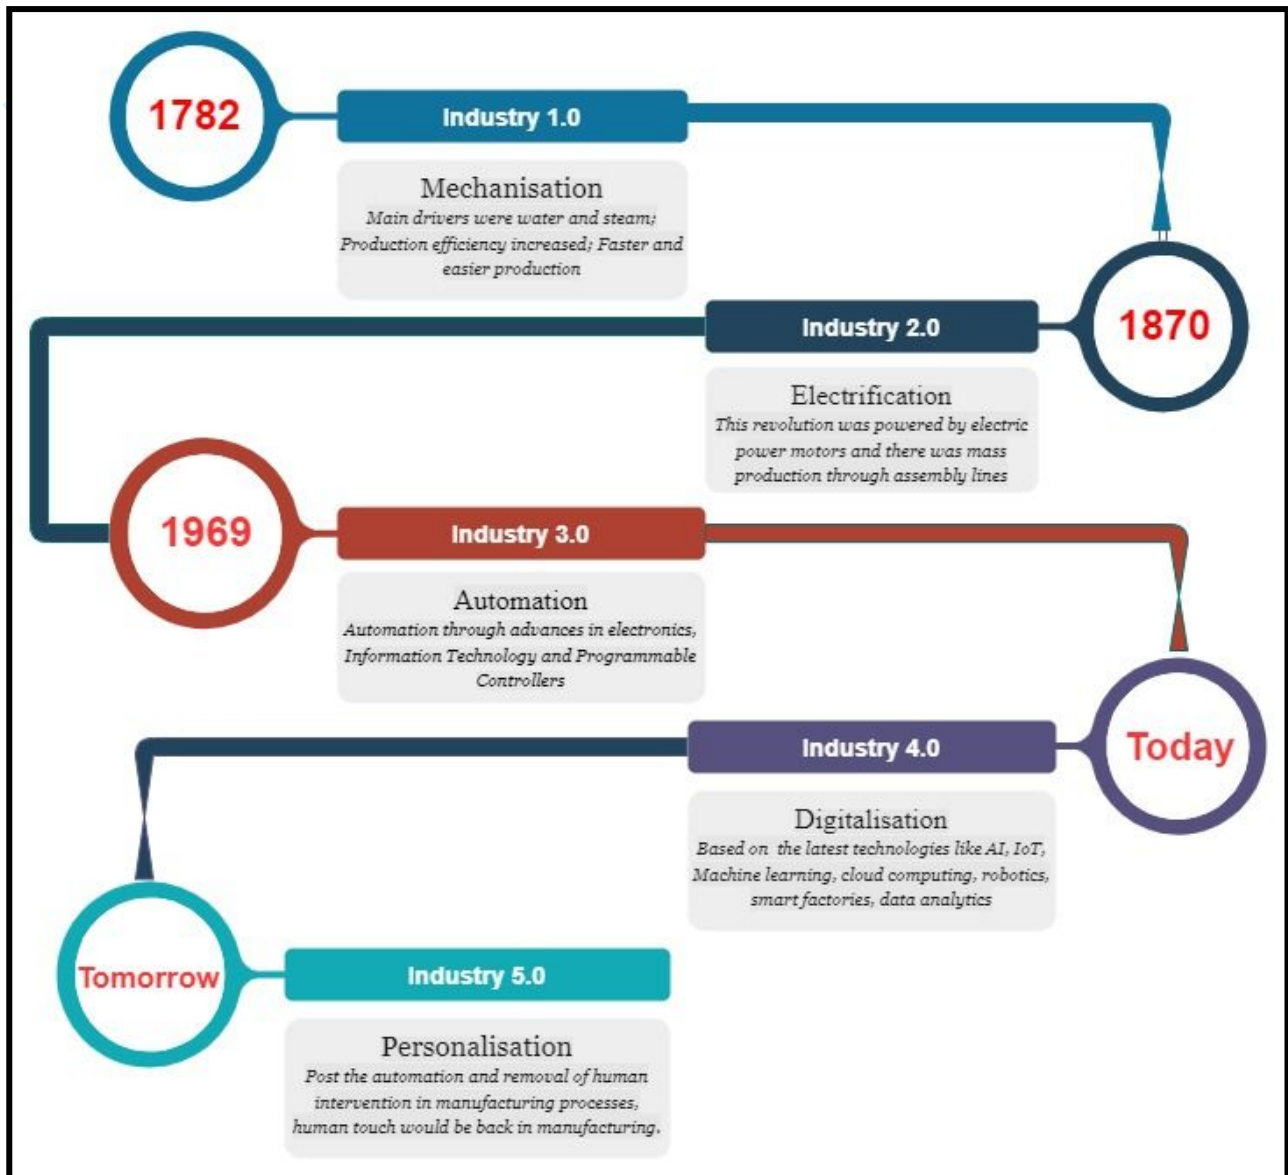 1782
Industry 1.0
Mechanisation
Main drivers were water and steam;
Production efficiency increased; Faster and
easier production
1870
Industry 2.0
Electrification
This revolution was powered by electric
power motors and there was mass
production through assembly lines
1969
Industry 3.0
Automation
Automation through advances in electronics,
Information Technology and Programmable
Controllers
Today
Industry 4.0
Digitalisation
Based on the latest technologies like AI, IoT,
Machine learning, cloud computing, robotics,
smart factories, data analytics
Tomorrow
Industry 5.0
Personalisation
Post the automation and removal of human
intervention in manufacturing processes,
human touch would be back in manufacturing.